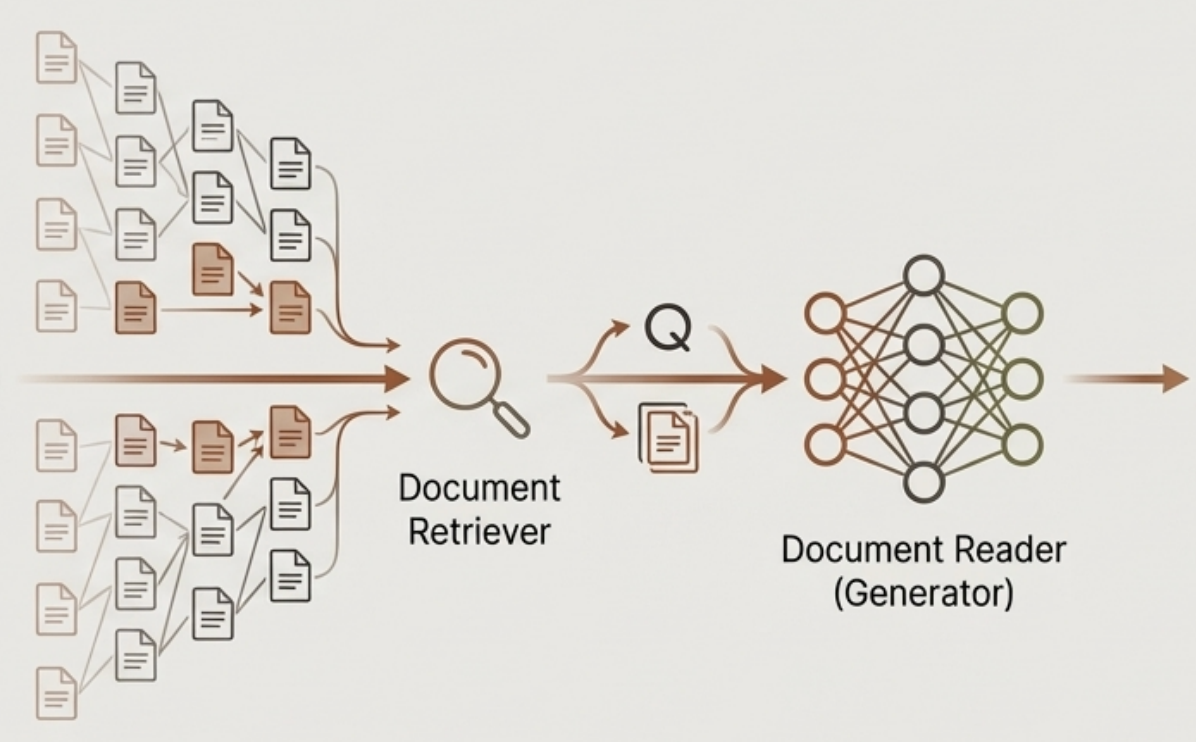 Q
Document
Retriever
Document Reader
(Generator)